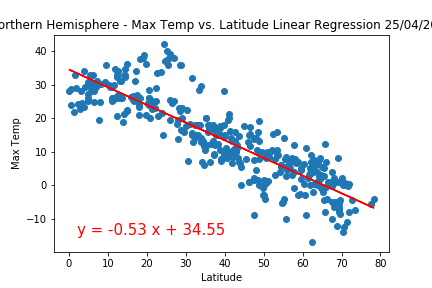 orthern Hemisphere - Max Temp vs. Latitude Linear Regression 25/04/20
40
30
20
10
0
−10
Max Temp
y = -0.53 x + 34.55
0 10 20 30 40 50 60 70 80
Latitude